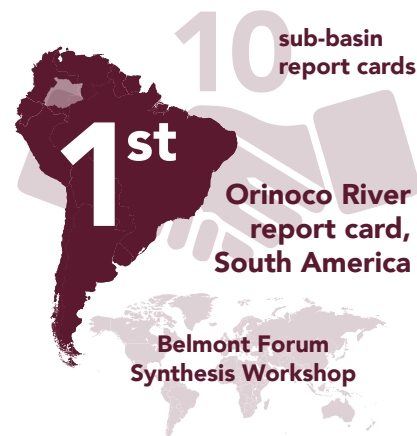 10
sub-basin
report cards
1st
Orinoco River
report card,
South America
Belmont Forum
Synthesis Workshop